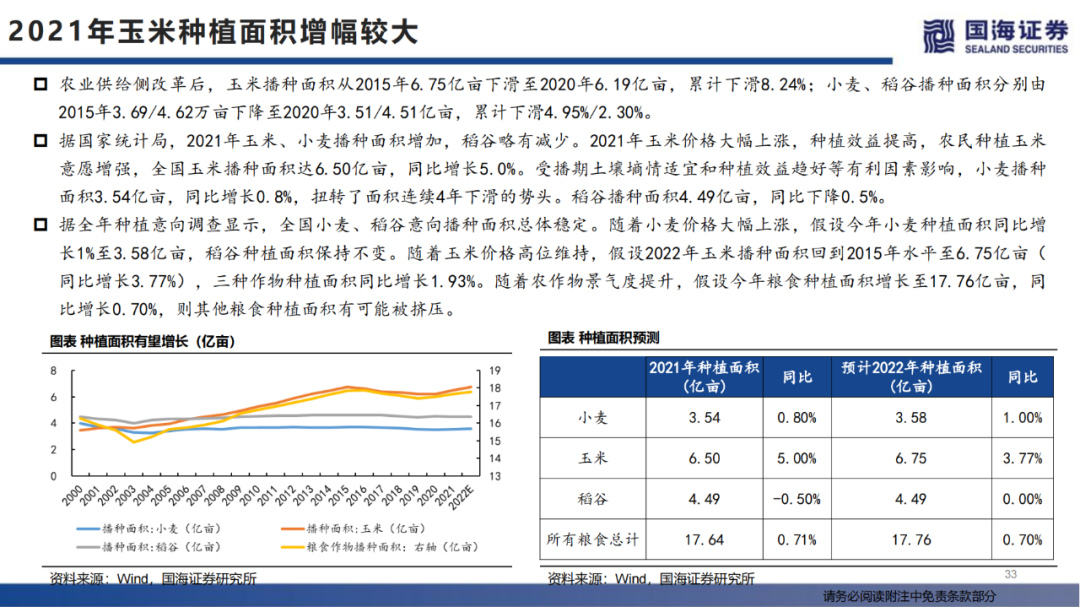 2021年玉米种植面积增幅较大
国海证券
SEALAND SECURITIES
农业供给侧改革后，玉米播种面积从2015年6.75亿亩下滑至2020年6.19亿亩，累计下滑8.24%；小麦、稻谷播种面积分别由
2015年3.69/4.62万亩下降至2020年3.51/4.51亿亩，累计下滑4.95%/2.30%。
据国家统计局，2021年玉米、小麦播种面积增加，稻谷略有减少。2021年玉米价格大幅上涨，种植效益提高，农民种植玉米
意愿增强，全国玉米播种面积达6.50亿亩，同比增长5.0%。受播期土壤墒情适宜和种植效益趋好等有利因素影响，小麦播种
面积3.54亿亩，同比增长0.8%，扭转了面积连续4年下滑的势头。稻谷播种面积4.49亿亩，同比下降0.5%。
据全年种植意向调查显示，全国小麦、稻谷意向播种面积总体稳定。随着小麦价格大幅上涨，假设今年小麦种植面积同比增
长1%至3.58亿亩，稻谷种植面积保持不变。随着玉米价格高位维持，假设2022年玉米播种面积回到2015年水平至6.75亿亩（
同比增长3.77%），三种作物种植面积同比增长1.93%。随着农作物景气度提升，假设今年粮食种植面积增长至17.76亿亩，同
比增长0.70%，则其他粮食种植面积有可能被挤压。
图表 种植面积有望增长（亿亩）
8
6
4
2
0
19
18
17
16
15
14
13
2000
2001
2002
2003
2004
2005
2006
2007
2008
2009
2010
2011
2012
2013
2014
2015
2016
2017
2018
2019
2020
2021
2022E
播种面积:小麦（亿亩）
播种面积:玉米（亿亩）
播种面积:稻谷（亿亩）
粮食作物播种面积：右轴（亿亩）
资料来源：Wind，国海证券研究所
图表 种植面积预测
2021年种植面积（亿亩） 同比 预计2022年种植面积（亿亩） 同比
小麦 3.54 0.80% 3.58 1.00%
玉米 6.50 5.00% 6.75 3.77%
稻谷 4.49 -0.50% 4.49 0.00%
所有粮食总计 17.64 0.71% 17.76 0.70%
资料来源：Wind，国海证券研究所
33
请务必阅读附注中免责条款部分